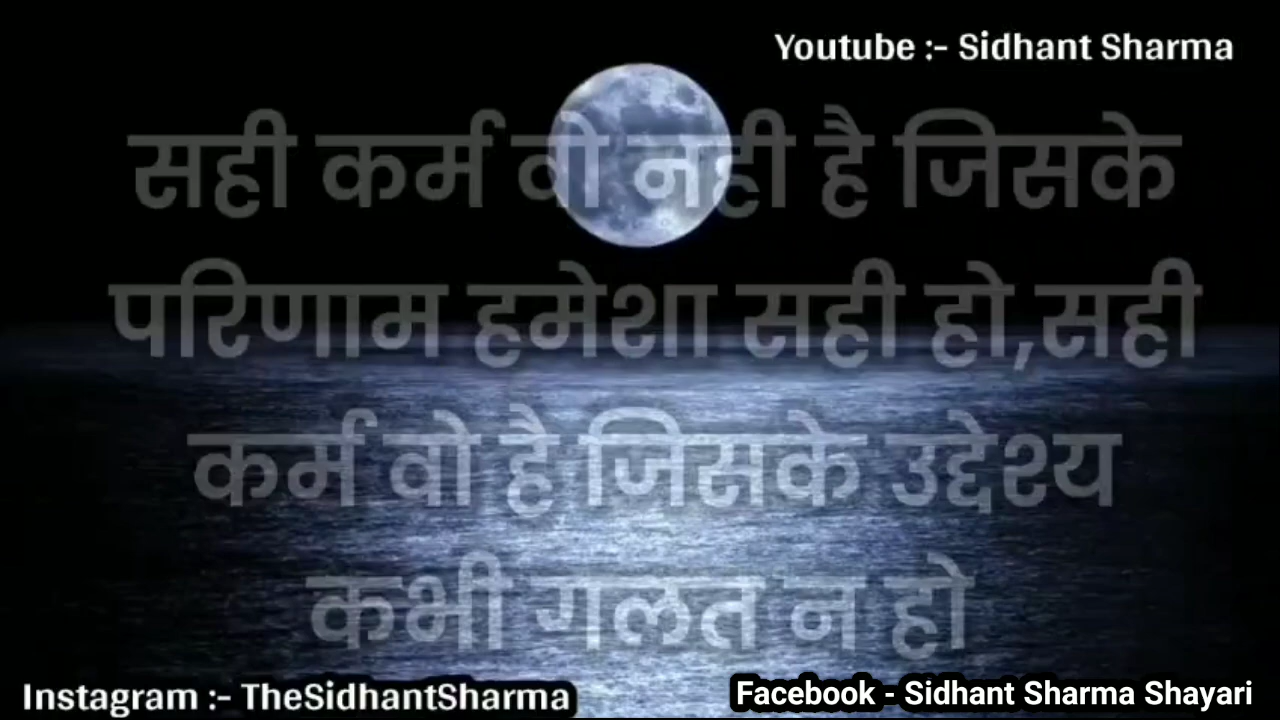 Youtube :- Sidhant Sharma
सही कर्म वो नही है जिसके
परिणाम हमेशा सही हो,सही
कर्म वो है जिसके उद्देश्य
कभी गलत न हो
Instagram :- TheSidhantSharma
Facebook - Sidhant Sharma Shayari